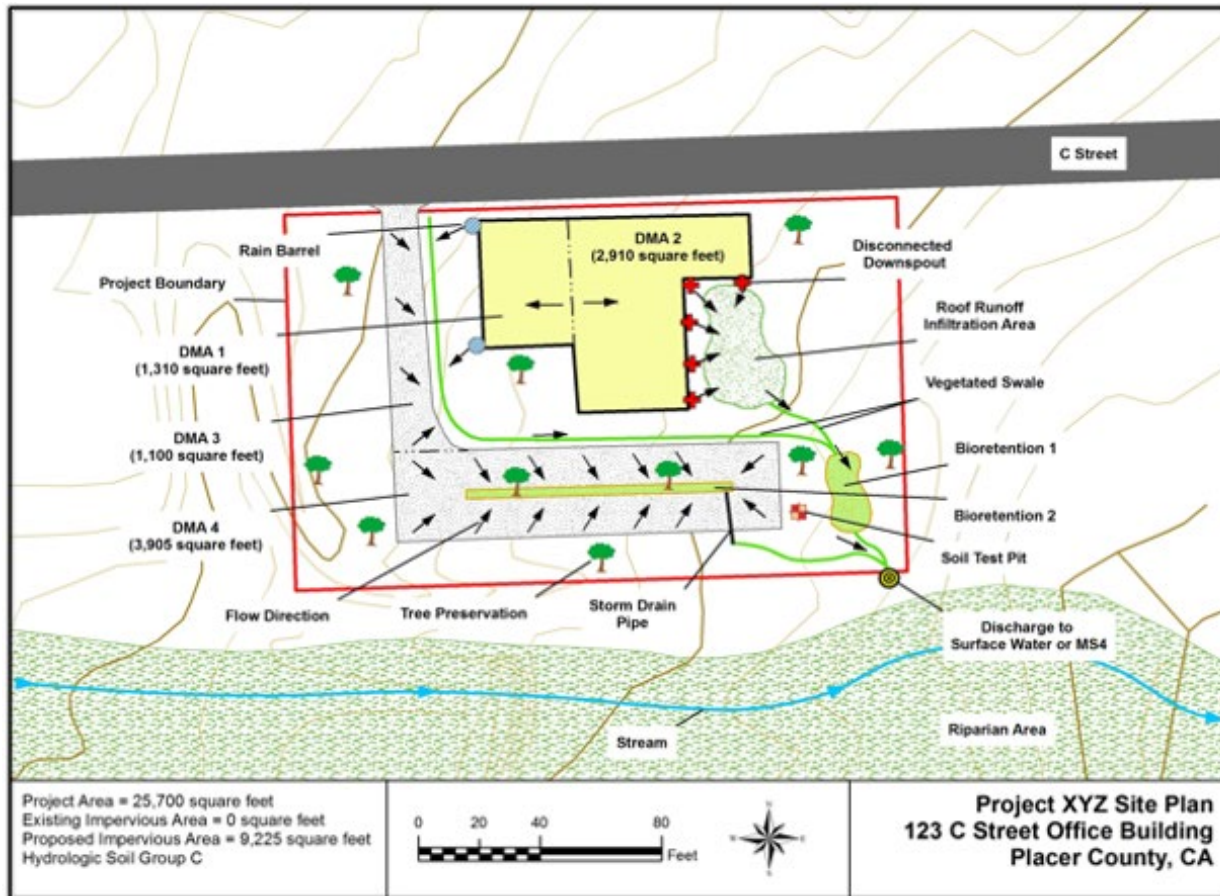 C Street
DMA 2
(2,910 square feet)
Rain Barrel
Disconnected
Downspout
Project Boundary
Roof Runoff
Infiltration Area
DMA 1
(1,310 square feet)
Vegetated Swale
DMA 3
(1,100 square feet)
Bioretention 1
Bioretention 2
DMA 4
(3,905 square feet)
Soil Test Pit
Flow Direction
Tree Preservation
Storm Drain
Pipe
Discharge to
Surface Water or MS4
Stream
Riparian Area
Project Area = 25,700 square feet
Existing Impervious Area = 0 square feet
Proposed Impervious Area = 9,225 square feet
Hydrologic Soil Group C
0 20 40 80
Feet
N
W E
S
Project XYZ Site Plan
123 C Street Office Building
Placer County, CA